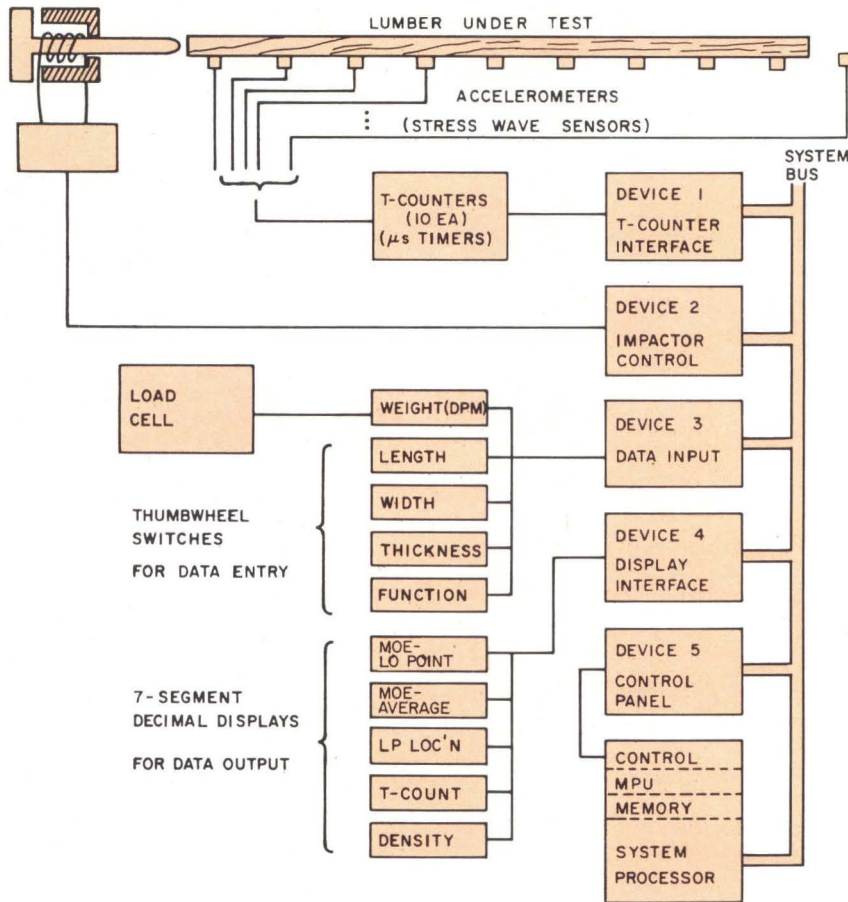 LUMBER UNDER TEST
ACCELEROMETERS
(STRESS WAVE SENSORS)
SYSTEM
BUS
T-COUNTERS
(10 EA)
(μs TIMERS)
DEVICE 1
T-COUNTER
INTERFACE
DEVICE 2
IMPACTOR
CONTROL
LOAD
CELL
WEIGHT(DPM)
LENGTH
WIDTH
THICKNESS
FUNCTION
DEVICE 3
DATA INPUT
THUMBWHEEL
SWITCHES
FOR DATA ENTRY
DEVICE 4
DISPLAY
INTERFACE
7-SEGMENT
DECIMAL DISPLAYS
FOR DATA OUTPUT
MOE-
LO POINT
MOE-
AVERAGE
LP LOC'N
T-COUNT
DENSITY
DEVICE 5
CONTROL
PANEL
CONTROL
MPU
MEMORY
SYSTEM
PROCESSOR